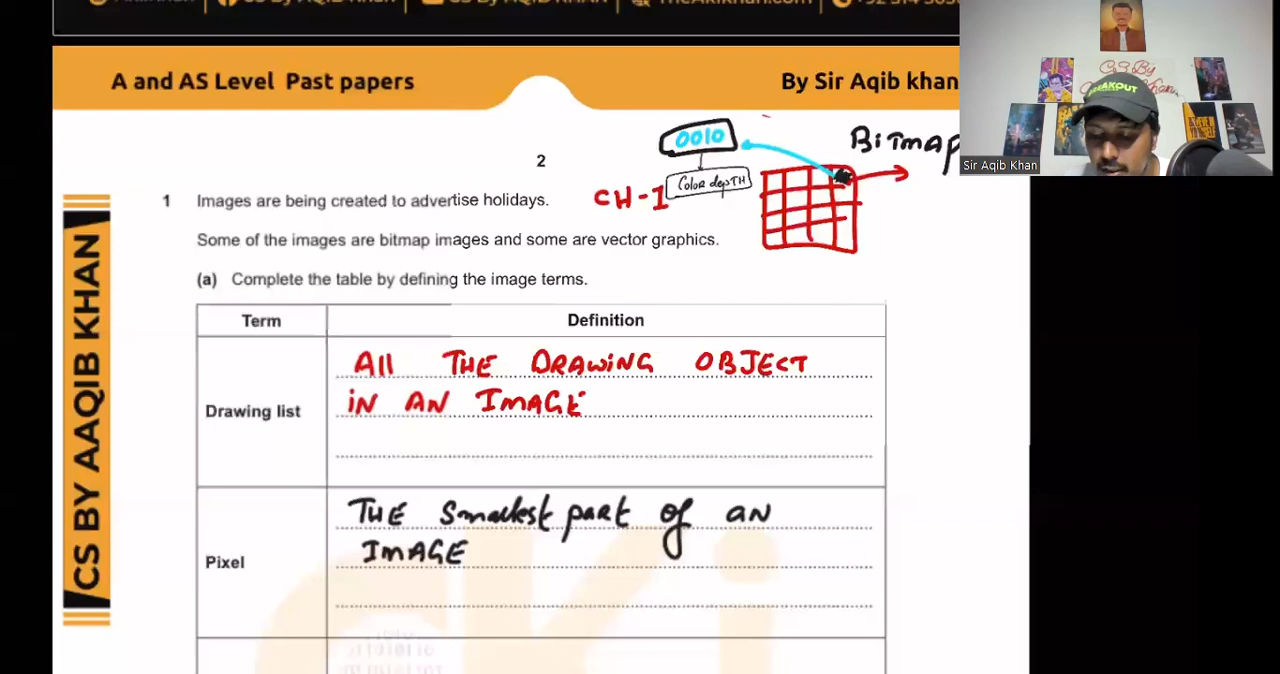 A and AS Level Past papers
By Sir Aqib khan
CS By
BREAKOUT
Sir Aqib Khan
0010
Color depTH
BiTmap
CH-1
2
1 Images are being created to advertise holidays.
Some of the images are bitmap images and some are vector graphics.
(a) Complete the table by defining the image terms.
Term Definition
Drawing list
All THE DRAWING OBJECT
iN AN IMAGE
Pixel
THE Smallest part of an
IMAGE
CS BY AAQIB KHAN